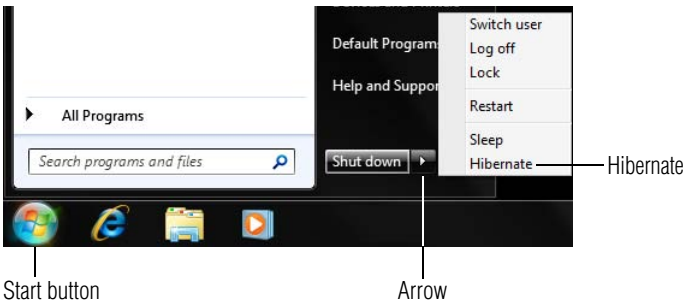 Switch user
Default Program
Log off
Lock
Help and Suppor
Restart
All Programs
Sleep
Search programs and files
Shut down
Hibernate
Hibernate
Start button
Arrow